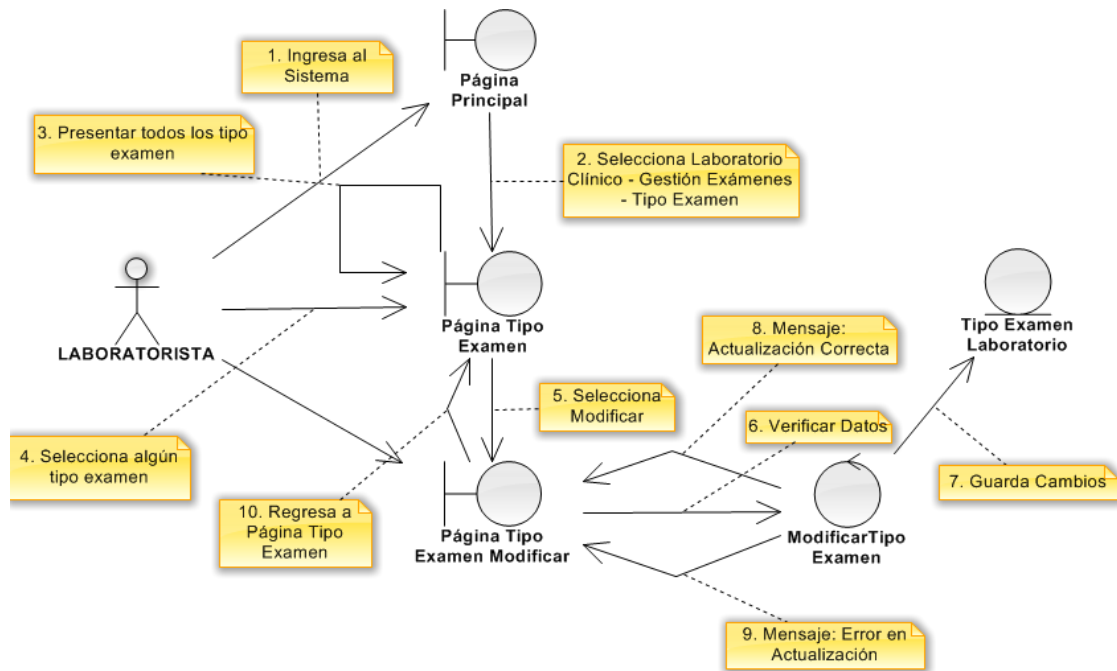 1. Ingresa al
Sistema
Página
Principal
3. Presentar todos los tipo
examen
2. Selecciona Laboratorio
Clínico - Gestión Exámenes
- Tipo Examen
LABORATORISTA
Página Tipo
Examen
Tipo Examen
Laboratorio
8. Mensaje:
Actualización Correcta
5. Selecciona
Modificar
6. Verificar Datos
4. Selecciona algún
tipo examen
7. Guarda Cambios
10. Regresa a
Página Tipo
Examen
Página Tipo
Examen Modificar
ModificarTipo
Examen
9. Mensaje: Error en
Actualización